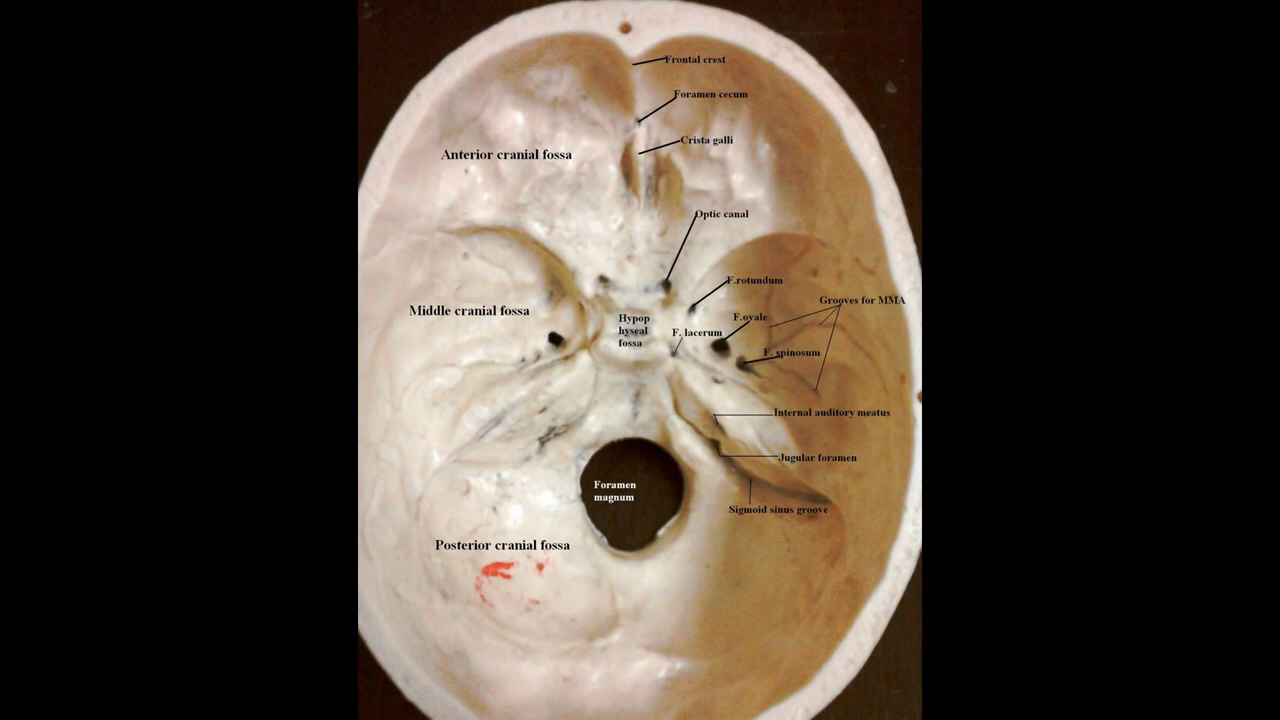 Frontal crest
Foramen cecum
Crista galli
Anterior cranial fossa
Optic canal
F.rotundum
Grooves for MMA
Middle cranial fossa
Hypop
hyseal
fossa
F.ovale
F. lacerum
F. spinosum
Internal auditory meatus
Jugular foramen
Foramen
magnum
Sigmoid sinus groove
Posterior cranial fossa